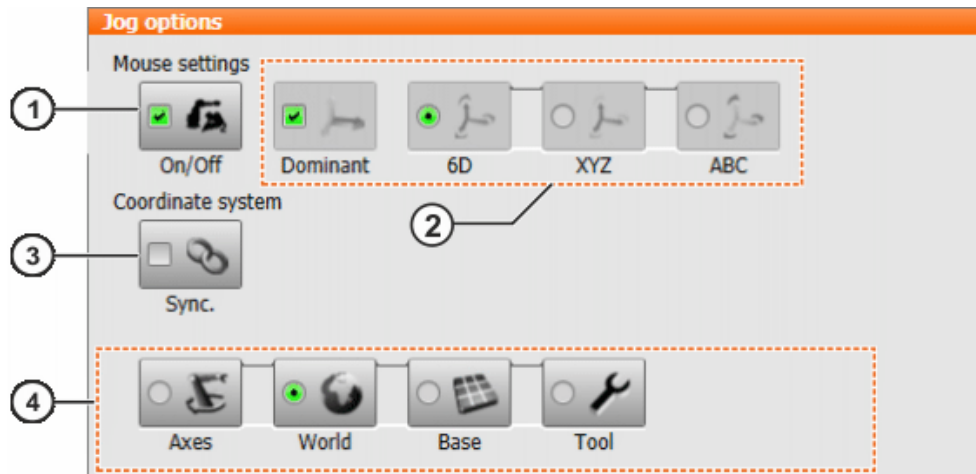 Jog options
Mouse settings
1
On/Off Dominant 6D XYZ ABC
2
Coordinate system
3
Sync.
4
Axes World Base Tool